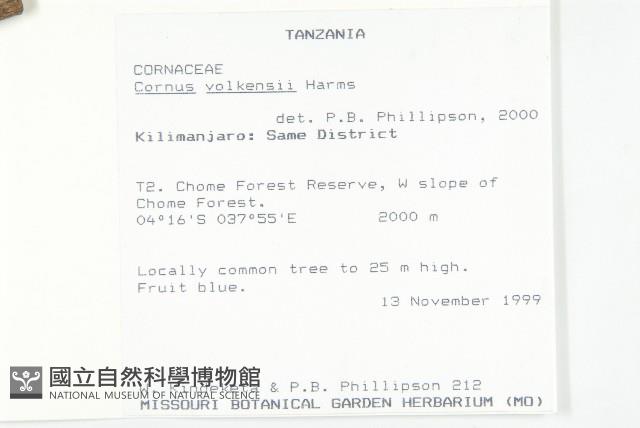 TANZANIA
CORNACEAE
Cornus volkensii Harms
det. P.B. Phillipson, 2000
Kilimanjaro: Same District
T2. Chome Forest Reserve, W slope of
Chome Forest.
04°16'S 037°55'E 2000 m
Locally common tree to 25 m high.
Fruit blue.
13 November 1999
W. Kindeketa & P.B. Phillipson 212
MISSOURI BOTANICAL GARDEN HERBARIUM (MO)
國立自然科學博物館
NATIONAL MUSEUM OF NATURAL SCIENCE